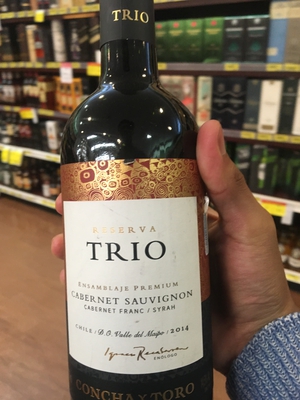 TRIO
RESERVA
TRIO
ENSAMBLAJE PREMIUM
CABERNET SAUVIGNON
CABERNET FRANC / SYRAH
CHILE / D.O. Valle del Maipo / 2014
ENÓLOGO
CONCHA Y TORO